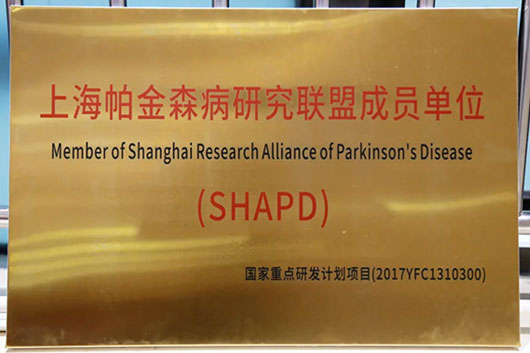 上海帕金森病研究联盟成员单位
Member of Shanghai Research Alliance of Parkinson's Disease
(SHAPD)
国家重点研发计划项目(2017YFC1310300)